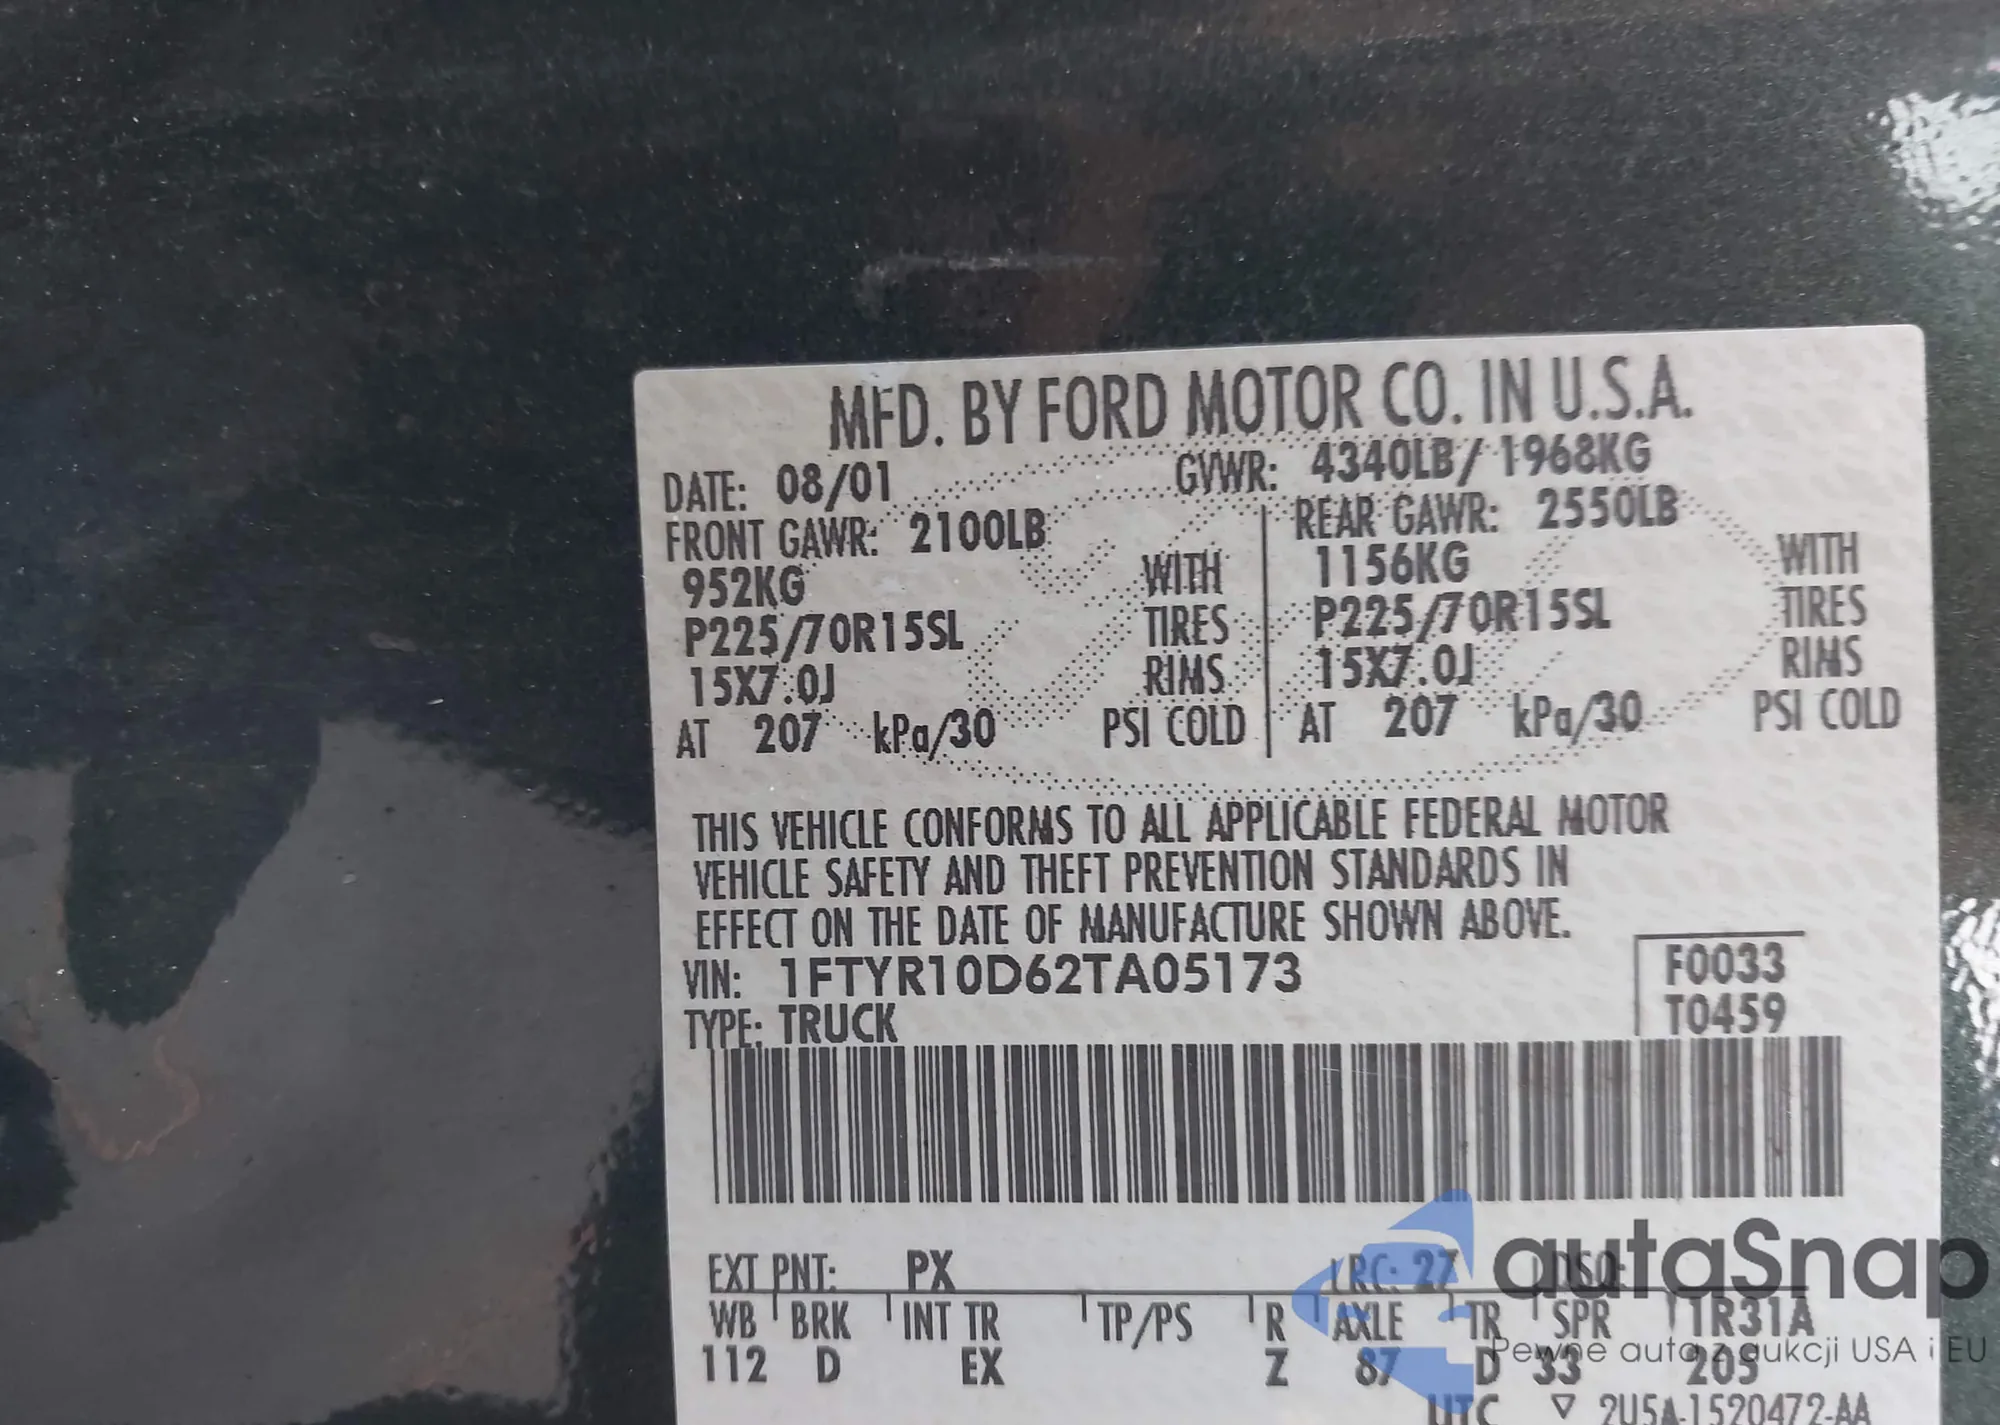 MFD. BY FORD MOTOR CO. IN U.S.A.
DATE: 08/01 GVWR: 4340LB/ 1968KG
FRONT GAWR: 2100LB REAR GAWR: 2550LB
952KG WITH 1156KG WITH
P225/70R15SL TIRES P225/70R15SL TIRES
15X7.0J RIMS 15X7.0J RIMS
AT 207 kPa/30 PSI COLD AT 207 kPa/30 PSI COLD
THIS VEHICLE CONFORMS TO ALL APPLICABLE FEDERAL MOTOR
VEHICLE SAFETY AND THEFT PREVENTION STANDARDS IN
EFFECT ON THE DATE OF MANUFACTURE SHOWN ABOVE.
VIN: 1FTYR10D62TA05173 F0033
TYPE: TRUCK T0459
EXT PNT: PX RC: 27 DSO:
WB BRK INT TR TP/PS R AXLE TR SPR 1R31A
112 D EX Z 87 D 33 205
UTC ▽ 2U5A-1520472-AA
autaSnap
Pewne auta z aukcji USA i EU